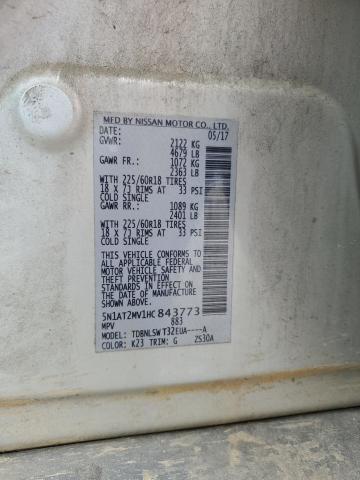 MFD BY NISSAN MOTOR CO., LTD.
DATE: 05/17
GVWR: 2122 KG
4679 LB
GAWR FR: 1072 KG
2363 LB
WITH 225/60R18 TIRES
18 X 7J RIMS AT 33 PSI
COLD SINGLE
GAWR RR: 1089 KG
2401 LB
WITH 225/60R18 TIRES
18 X 7J RIMS AT 33 PSI
COLD SINGLE
THIS VEHICLE CONFORMS TO
ALL APPLICABLE FEDERAL
MOTOR VEHICLE SAFETY AND
THEFT PREVENTION
STANDARDS IN EFFECT ON
THE DATE OF MANUFACTURE
SHOWN ABOVE.
5N1AT2MV1HC843773
MPV 883
MODEL: TDBNLSW T32EUA----A
COLOR: K23 TRIM: G ZS30A